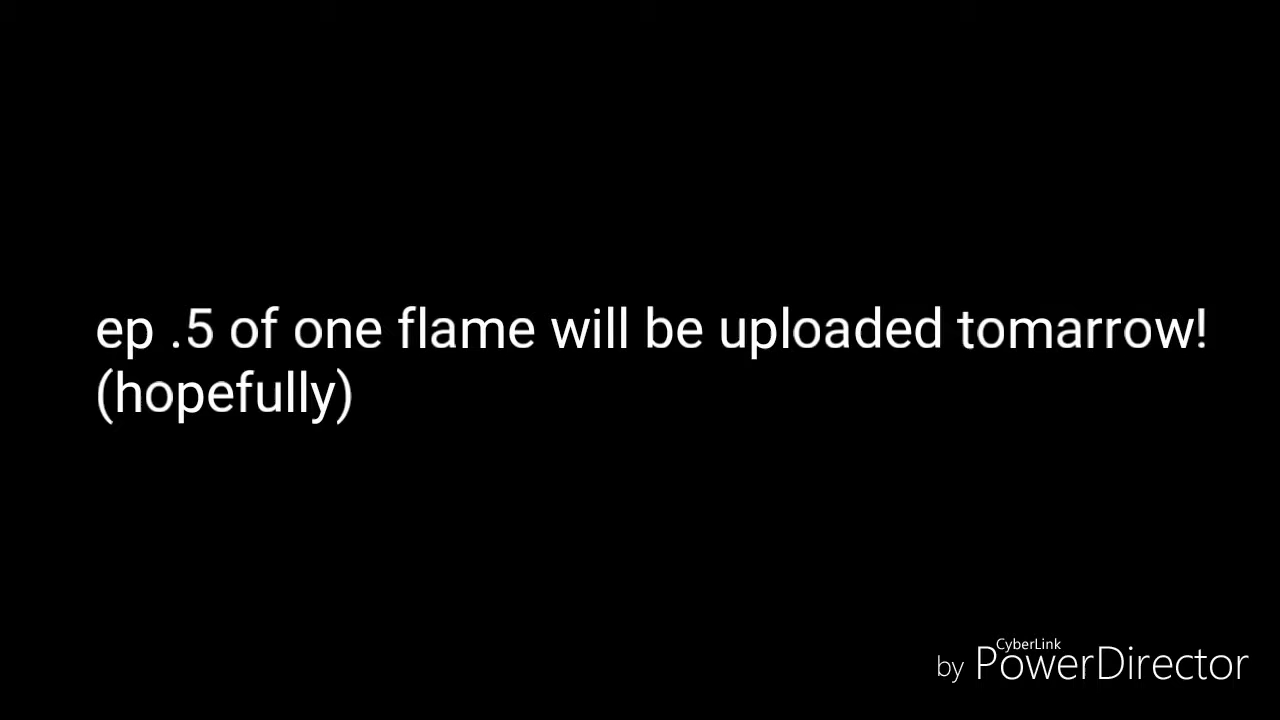 ep .5 of one flame will be uploaded tomarrow!
(hopefully)
CyberLink
by PowerDirector